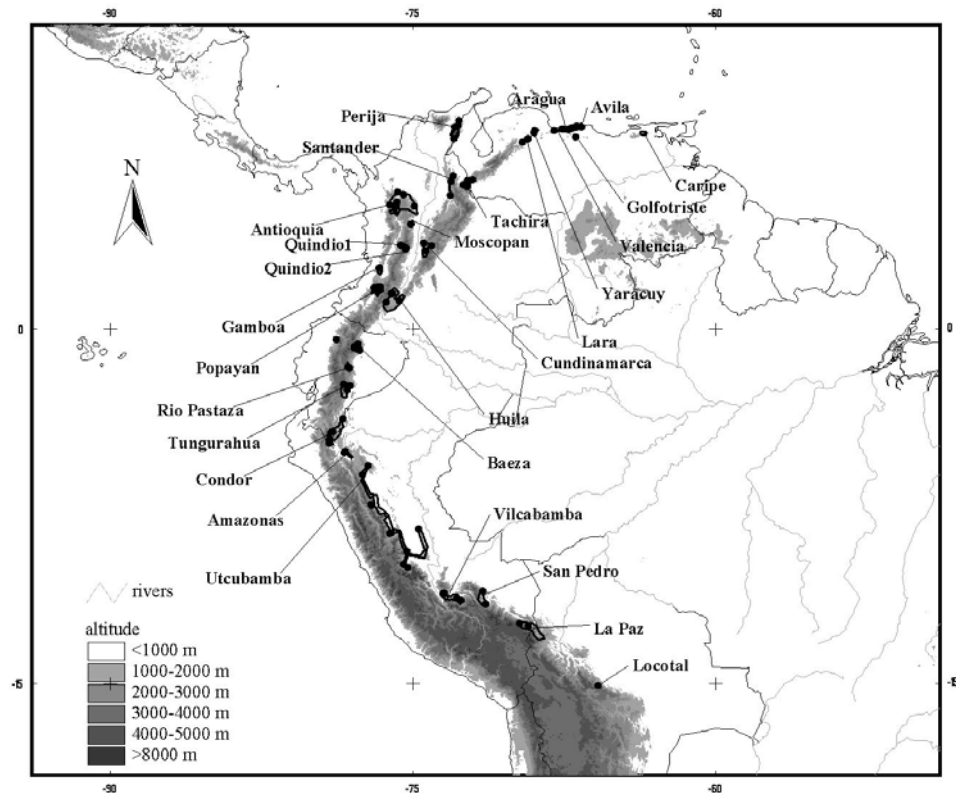 -90
-75
-60
Aragua
Avila
Perija
Santander
N
Caripe
Golfotriste
Tachira
Antioquia
Moscopan
Quindio1
Valencia
Quindio2
Yaracuy
Gamboa
0
0
Lara
Cundinamarca
Popayan
Rio Pastaza
Huila
Tungurahua
Baeza
Condor
Amazonas
Vilcabamba
Utcubamba
San Pedro
rivers
altitude
La Paz
<1000 m
1000-2000 m
Locotal
-15
-15
2000-3000 m
3000-4000 m
4000-5000 m
>8000 m
-90
-75
-60